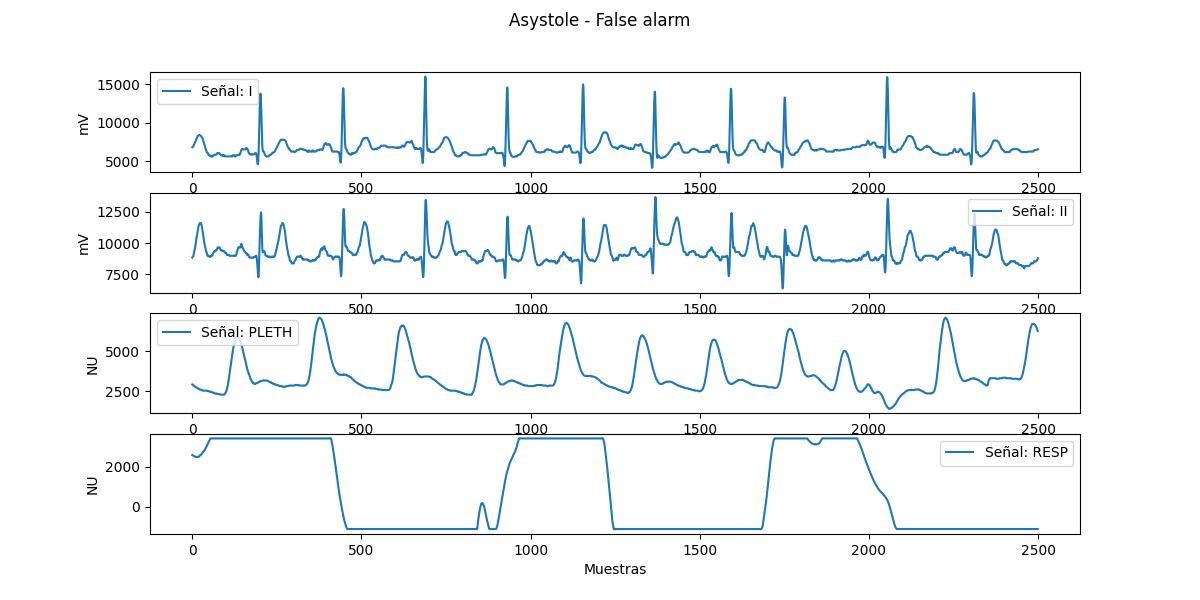 Asystole - False alarm
15000
10000
5000
mV
Señal: I
0 500 1000 1500 2000 2500
12500
10000
7500
mV
Señal: II
0 500 1000 1500 2000 2500
5000
2500
NU
Señal: PLETH
0 500 1000 1500 2000 2500
2000
0
NU
Señal: RESP
0 500 1000 1500 2000 2500
Muestras